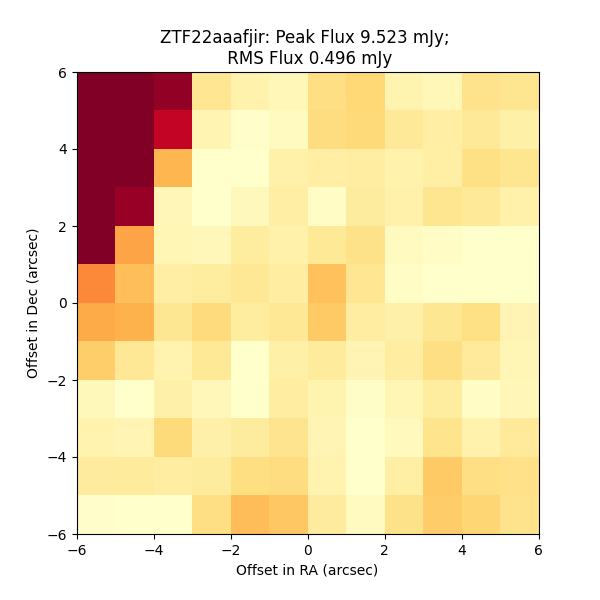 ZTF22aaafjir: Peak Flux 9.523 mJy;
RMS Flux 0.496 mJy
6
4
2
0
−2
−4
−6
Offset in Dec (arcsec)
−6 −4 −2 0 2 4 6
Offset in RA (arcsec)